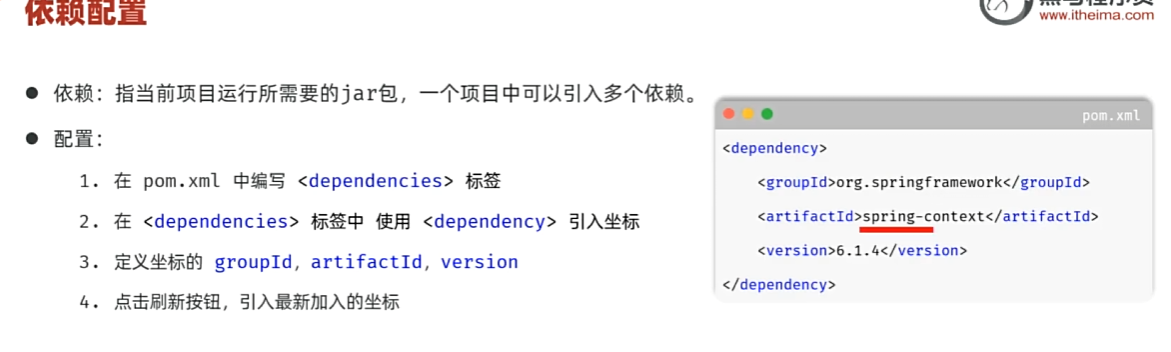 依赖配置
www.itheima.com
● 依赖：指当前项目运行所需要的jar包，一个项目中可以引入多个依赖。
● 配置：
1. 在 pom.xml 中编写 <dependencies> 标签
2. 在 <dependencies> 标签中 使用 <dependency> 引入坐标
3. 定义坐标的 groupId，artifactId，version
4. 点击刷新按钮，引入最新加入的坐标
pom.xml
<dependency>
<groupId>org.springframework</groupId>
<artifactId>spring-context</artifactId>
<version>6.1.4</version>
</dependency>